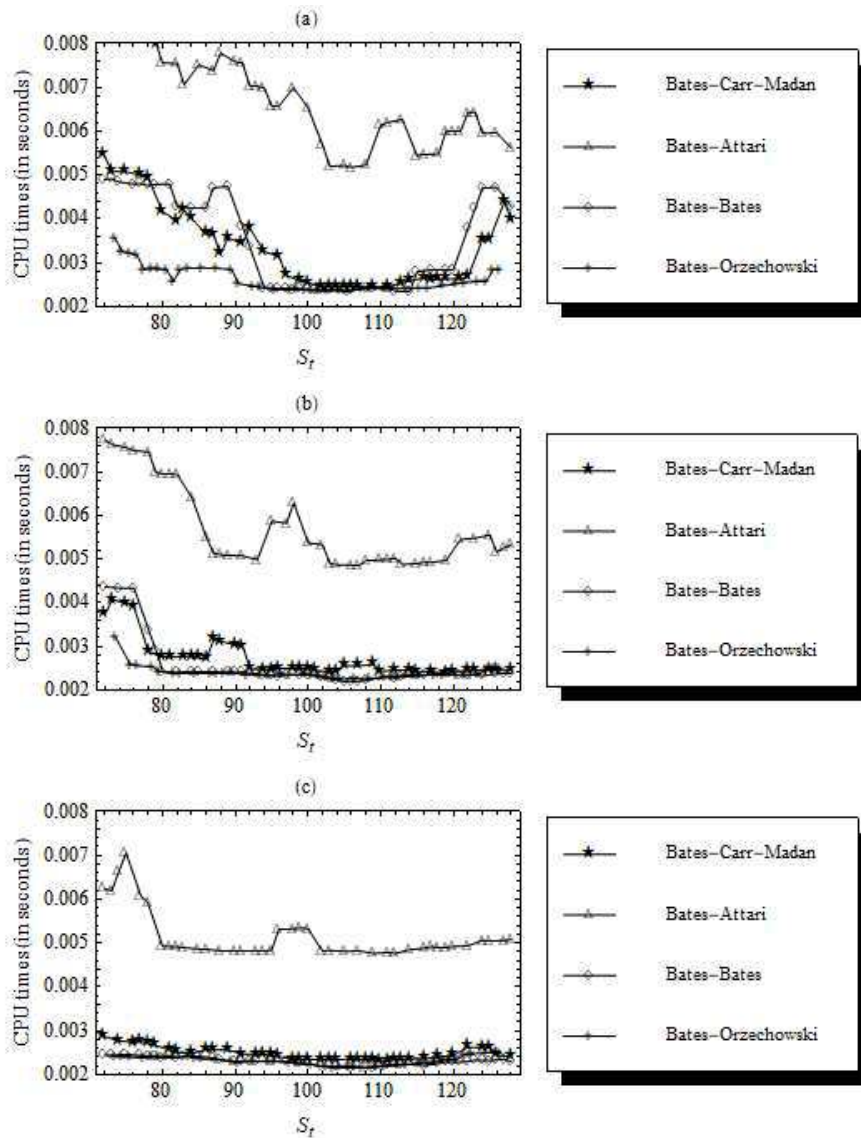 (a)
CPU times (in seconds)
0.008
0.007
0.006
0.005
0.004
0.003
0.002
80 90 100 110 120
S_t
Bates-Carr-Madan
Bates-Attari
Bates-Bates
Bates-Orzechowski
(b)
CPU times (in seconds)
0.008
0.007
0.006
0.005
0.004
0.003
0.002
80 90 100 110 120
S_t
Bates-Carr-Madan
Bates-Attari
Bates-Bates
Bates-Orzechowski
(c)
CPU times (in seconds)
0.008
0.007
0.006
0.005
0.004
0.003
0.002
80 90 100 110 120
S_t
Bates-Carr-Madan
Bates-Attari
Bates-Bates
Bates-Orzechowski